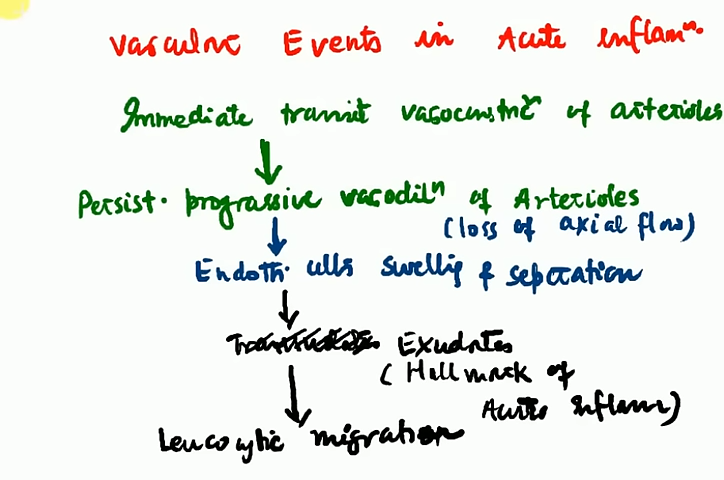 Vascular Events in Acute inflamⁿ.
Immediate transit vasoconstricⁿ of arterioles
Persist. progressive vasodilⁿ of Arterioles
(loss of axial flow)
Endoth. cells swelling & seperation
Exudates
(Hallmark of
Acute inflamn)
Leucocytic migration